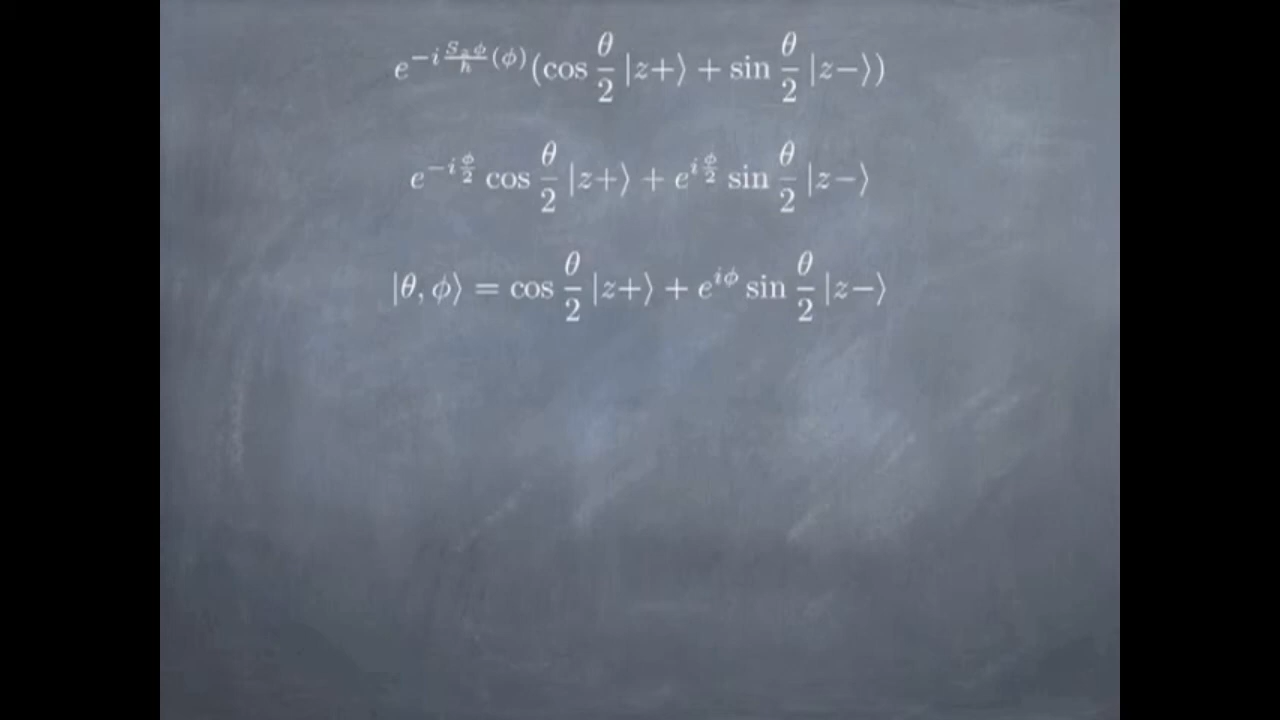 $e^{-i\frac{S_z\phi}{\hbar}(\phi)}(\cos\frac{\theta}{2}|z+\rangle + \sin\frac{\theta}{2}|z-\rangle)$
$e^{-i\frac{\phi}{2}}\cos\frac{\theta}{2}|z+\rangle + e^{i\frac{\phi}{2}}\sin\frac{\theta}{2}|z-\rangle$
$|\theta,\phi\rangle = \cos\frac{\theta}{2}|z+\rangle + e^{i\phi}\sin\frac{\theta}{2}|z-\rangle$